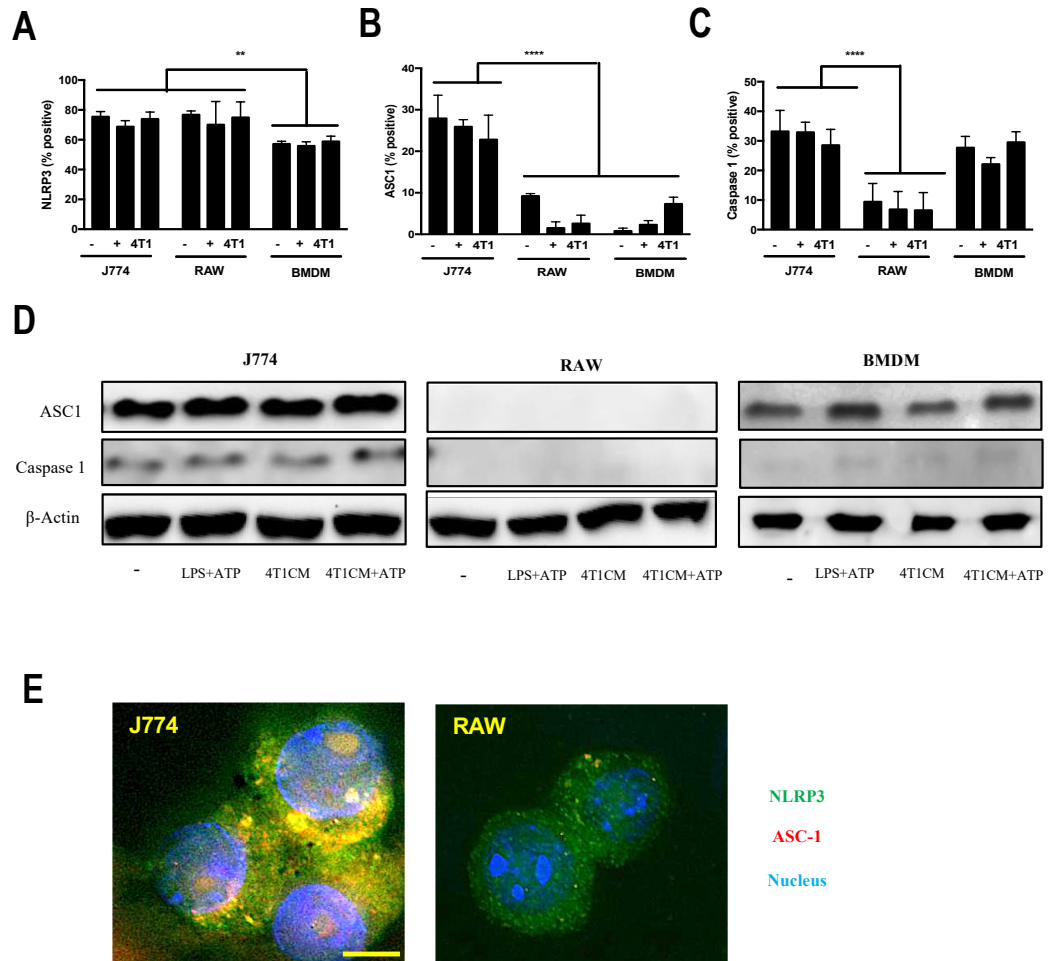 A
**
NLRP3 (% positive)
100
80
60
40
20
0
- + 4T1 - + 4T1 - + 4T1
J774 RAW BMDM
B
****
ASC1 (% positive)
40
30
20
10
0
- + 4T1 - + 4T1 - + 4T1
J774 RAW BMDM
C
****
Caspase 1 (% positive)
50
40
30
20
10
0
- + 4T1 - + 4T1 - + 4T1
J774 RAW BMDM
D
J774 RAW BMDM
ASC1
Caspase 1
β-Actin
- LPS+ATP 4T1CM 4T1CM+ATP - LPS+ATP 4T1CM 4T1CM+ATP - LPS+ATP 4T1CM 4T1CM+ATP
E
J774 RAW
NLRP3
ASC-1
Nucleus